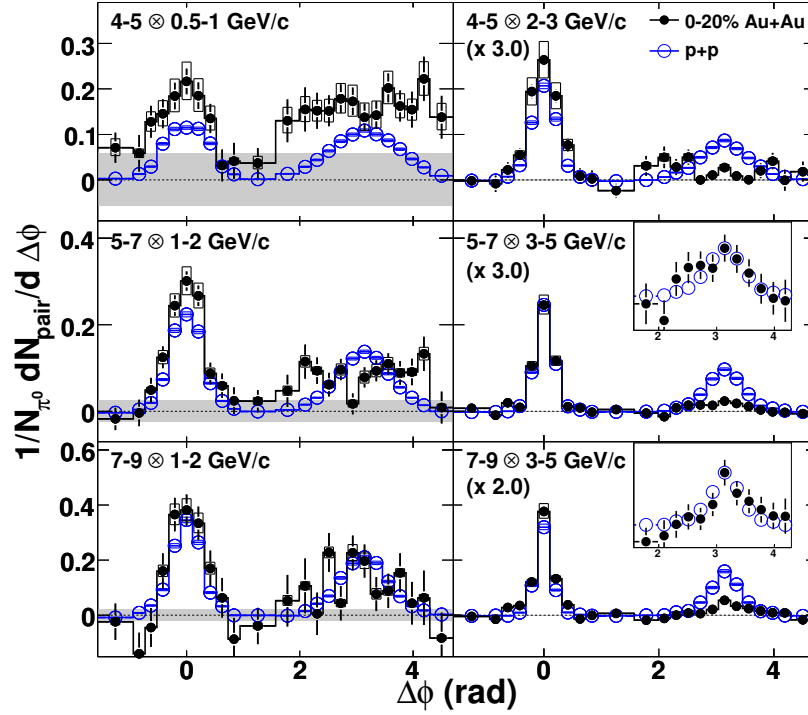 4-5 ⊗ 0.5-1 GeV/c
4-5 ⊗ 2-3 GeV/c
(x 3.0)
0-20% Au+Au
p+p
0.3
0.2
0.1
0
5-7 ⊗ 1-2 GeV/c
5-7 ⊗ 3-5 GeV/c
(x 3.0)
0.4
0.2
0
2 3 4
7-9 ⊗ 1-2 GeV/c
7-9 ⊗ 3-5 GeV/c
(x 2.0)
0.6
0.4
0.2
0
2 3 4
0 2 4 0 2 4
1/N_π⁰ dN_pair/d Δϕ
Δϕ (rad)